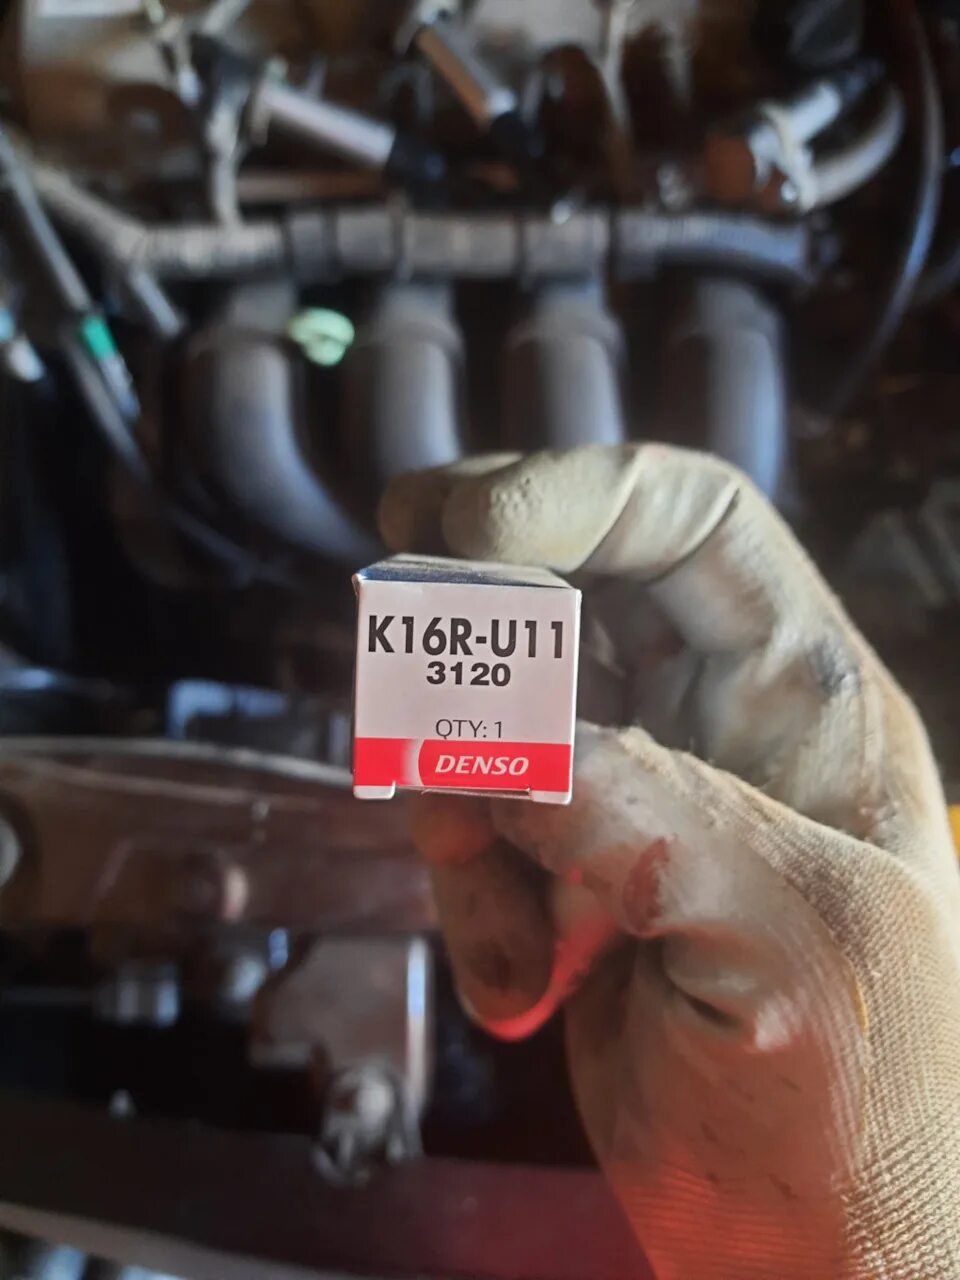 K16R-U11
3120
QTY: 1
DENSO